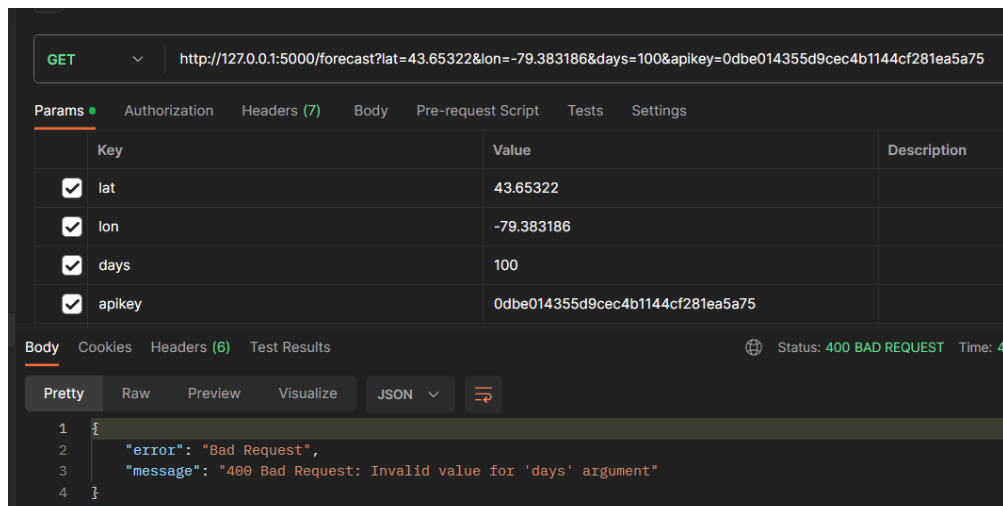 GET http://127.0.0.1:5000/forecast?lat=43.65322&lon=-79.383186&days=100&apikey=0dbe014355d9cec4b1144cf281ea5a75
Params Authorization Headers (7) Body Pre-request Script Tests Settings
Key Value Description
lat 43.65322
lon -79.383186
days 100
apikey 0dbe014355d9cec4b1144cf281ea5a75
Body Cookies Headers (6) Test Results Status: 400 BAD REQUEST Time: 4
Pretty Raw Preview Visualize JSON
1 {
2 "error": "Bad Request",
3 "message": "400 Bad Request: Invalid value for 'days' argument"
4 }